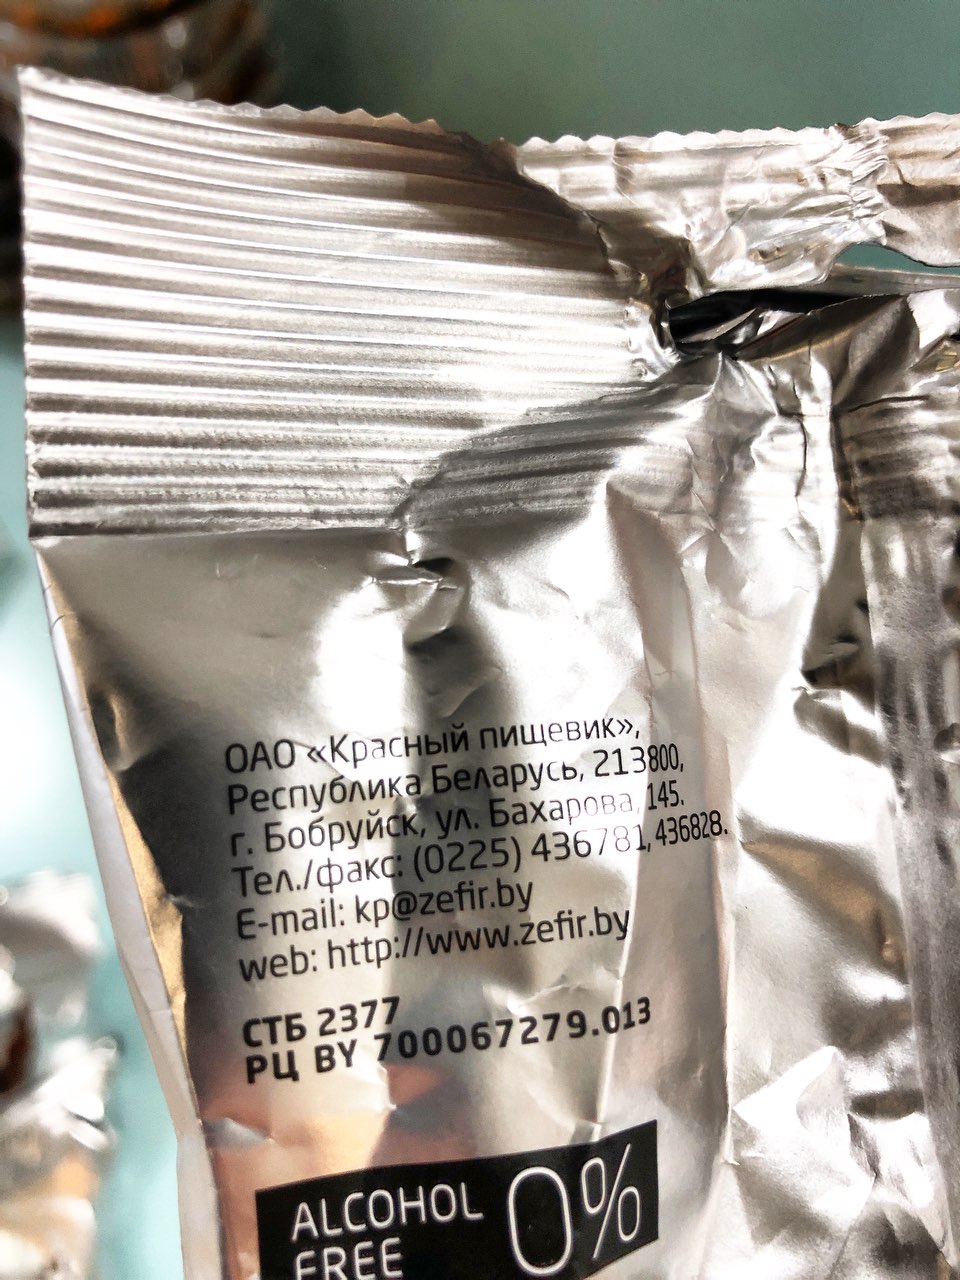 ОАО «Красный пищевик»,
Республика Беларусь, 213800,
г. Бобруйск, ул. Бахарова, 145.
Тел./факс: (0225) 436781, 436828.
E-mail: kp@zefir.by
web: http://www.zefir.by
СТБ 2377
РЦ BY 700067279.013
ALCOHOL
FREE
0%